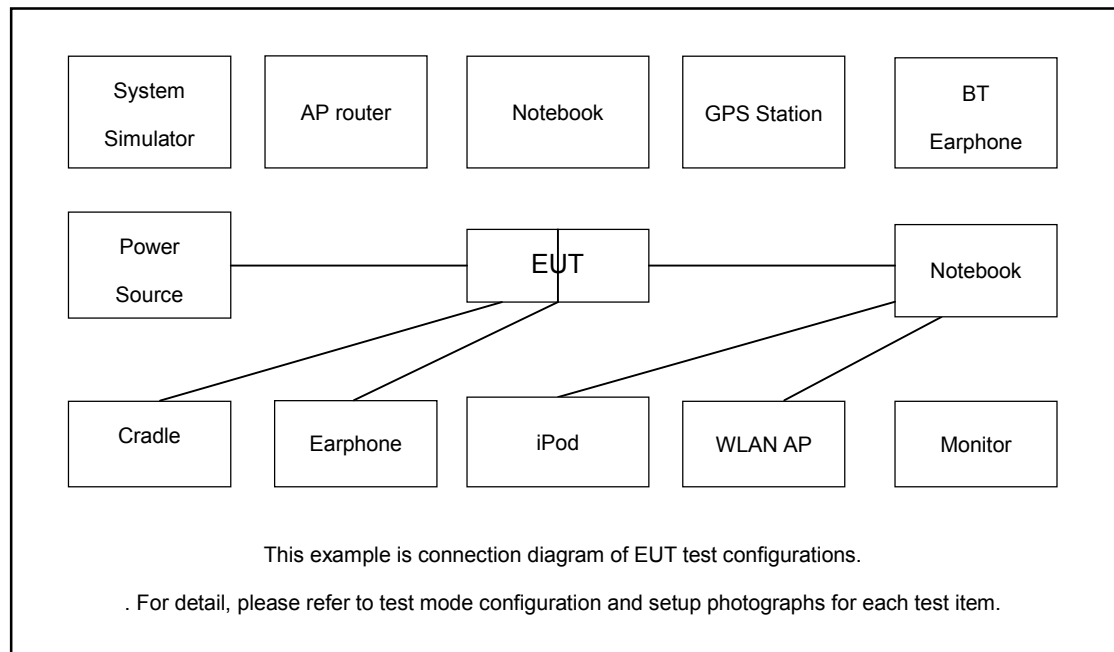 System
Simulator
AP router
Notebook
GPS Station
BT
Earphone
Power
Source
EUT
Notebook
Cradle
Earphone
iPod
WLAN AP
Monitor
This example is connection diagram of EUT test configurations.
. For detail, please refer to test mode configuration and setup photographs for each test item.